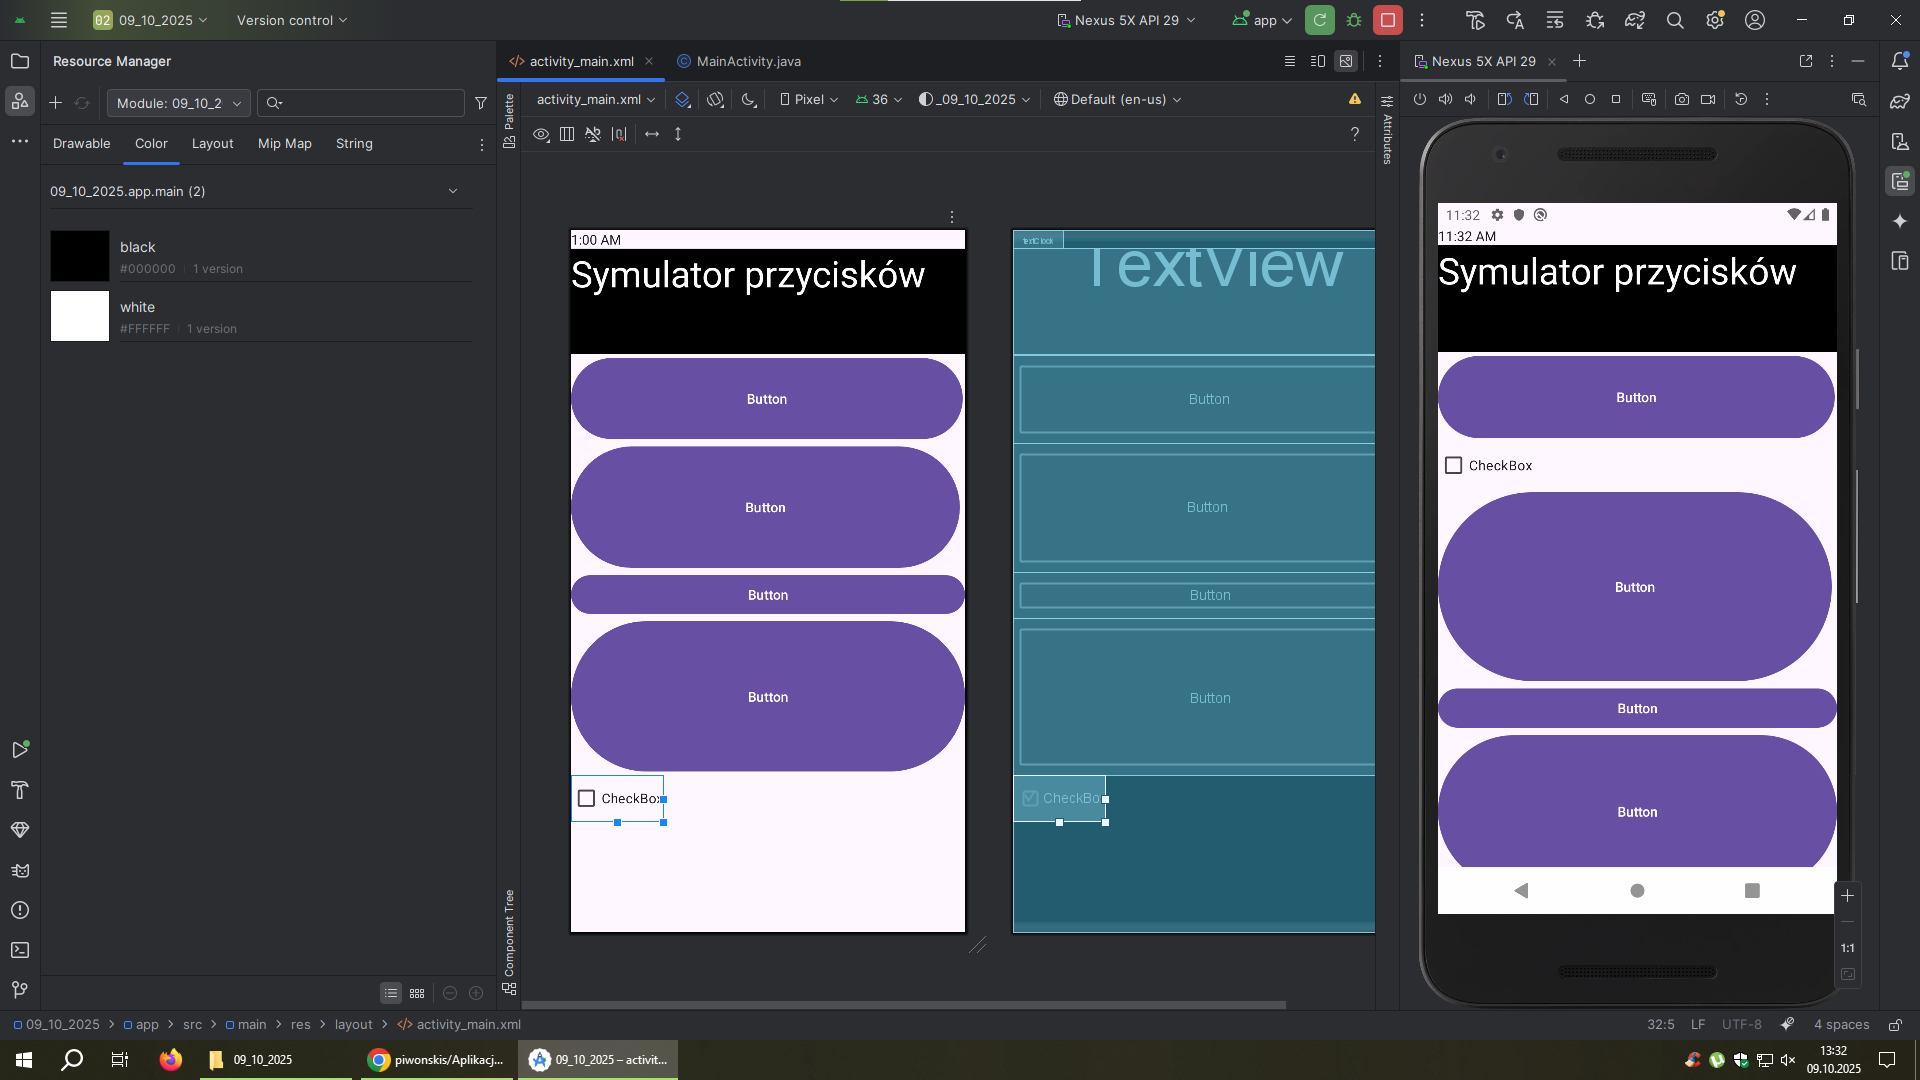 02 09_10_2025 Version control Nexus 5X API 29 app
Resource Manager
activity_main.xml MainActivity.java
Nexus 5X API 29
Module: 09_10_2
Drawable Color Layout Mip Map String
09_10_2025.app.main (2)
black
#000000 1 version
white
#FFFFFF 1 version
Palette
Component Tree
activity_main.xml Pixel 36 _09_10_2025 Default (en-us)
Attributes
1:00 AM
Symulator przycisków
Button
Button
Button
Button
CheckBox
TextClock
TextView
Button
Button
Button
Button
CheckBo
11:32
11:32 AM
Symulator przycisków
Button
CheckBox
Button
Button
Button
1:1
09_10_2025 app src main res layout activity_main.xml
32:5 LF UTF-8 4 spaces
09_10_2025 piwonskis/Aplikacj... 09_10_2025 – activit...
13:32
09.10.2025